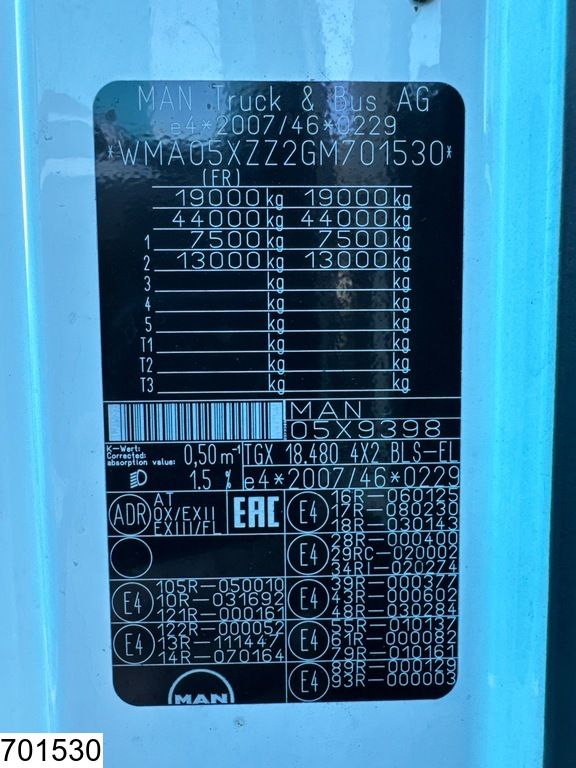 MAN Truck & Bus AG
e4*2007/46*0229
*WMA05XZZ2GM701530*
(FR)
19000 kg 19000 kg
44000 kg 44000 kg
1 7500 kg 7500 kg
2 13000 kg 13000 kg
3 kg kg
4 kg kg
5 kg kg
T1 kg kg
T2 kg kg
T3 kg kg
MAN
05X9398
K-Wert:
Corrected
absorption value: 0,50 m-1
TGX 18.480 4X2 BLS-EL
1,5 %
e4*2007/46*0229
ADR
AT
OX/EXII
EXIII/FL
EAC
E4
16R-060125
17R-080230
18R-030143
E4
28R-000400
29RC-020002
34RI-020274
E4
105R-050010
10R-031692
121R-000161
E4
39R-000377
43R-000602
48R-030284
E4
122R-000052
13R-111447
14R-070164
E4
55R-010132
61R-000082
79R-010161
MAN
E4
89R-000129
93R-000003
701530